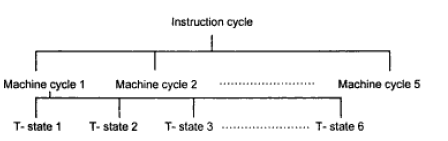 Instruction cycle
Machine cycle 1 Machine cycle 2 .................... Machine cycle 5
T- state 1 T- state 2 T- state 3 .................... T- state 6